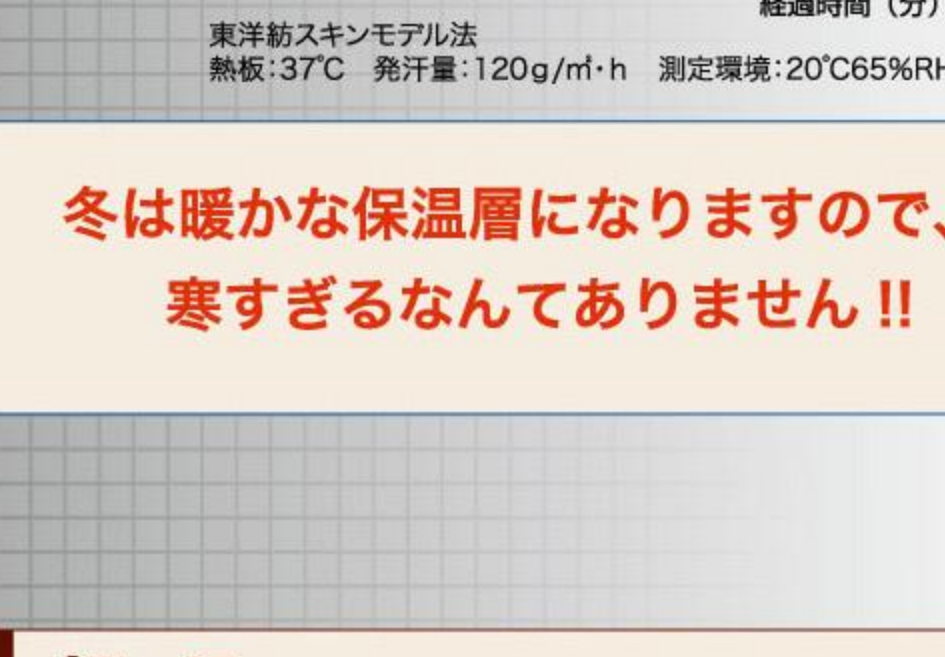 経過時間（分）
東洋紡スキンモデル法
熱板：37℃　発汗量：120g/㎡・h　測定環境：20℃65%RH
冬は暖かな保温層になりますので、
寒すぎるなんてありません!!